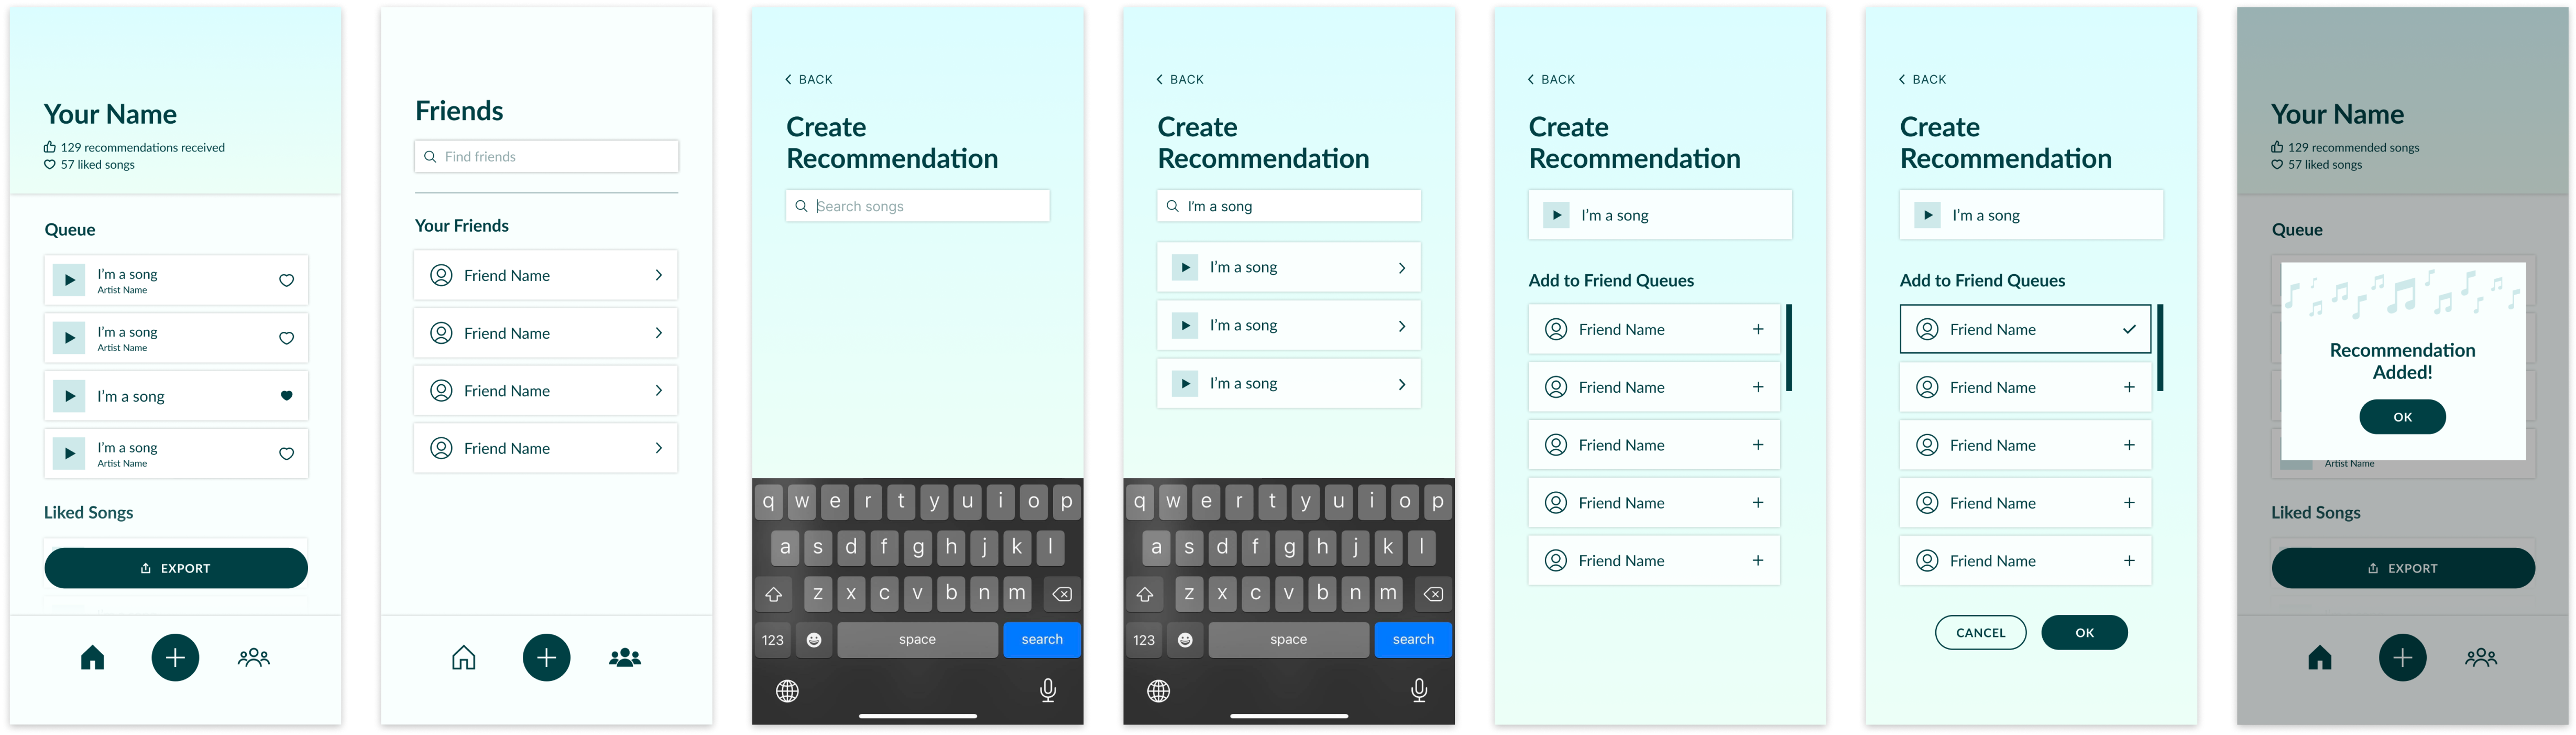 Your Name
129 recommendations received
57 liked songs
Queue
I'm a song
Artist Name
I'm a song
Artist Name
I'm a song
I'm a song
Artist Name
Liked Songs
EXPORT
Friends
Find friends
Your Friends
Friend Name
Friend Name
Friend Name
Friend Name
BACK
Create
Recommendation
Search songs
q w e r t y u i o p
a s d f g h j k l
z x c v b n m
123 space search
BACK
Create
Recommendation
I'm a song
I'm a song
I'm a song
I'm a song
q w e r t y u i o p
a s d f g h j k l
z x c v b n m
123 space search
BACK
Create
Recommendation
I'm a song
Add to Friend Queues
Friend Name
Friend Name
Friend Name
Friend Name
Friend Name
BACK
Create
Recommendation
I'm a song
Add to Friend Queues
Friend Name
Friend Name
Friend Name
Friend Name
Friend Name
CANCEL OK
Your Name
129 recommended songs
57 liked songs
Queue
Recommendation
Added!
OK
Artist Name
Liked Songs
EXPORT